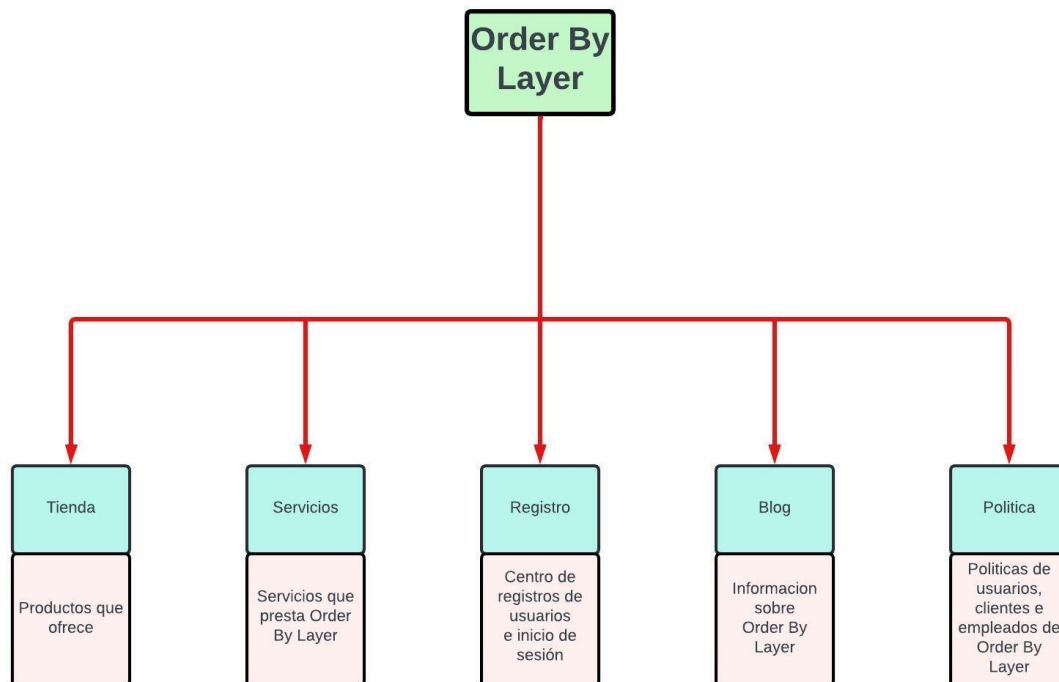 Order By
Layer
Tienda
Servicios
Registro
Blog
Politica
Productos que
ofrece
Servicios que
presta Order
By Layer
Centro de
registros de
usuarios
e inicio de
sesión
Informacion
sobre
Order By
Layer
Politicas de
usuarios,
clientes e
empleados de
Order By
Layer